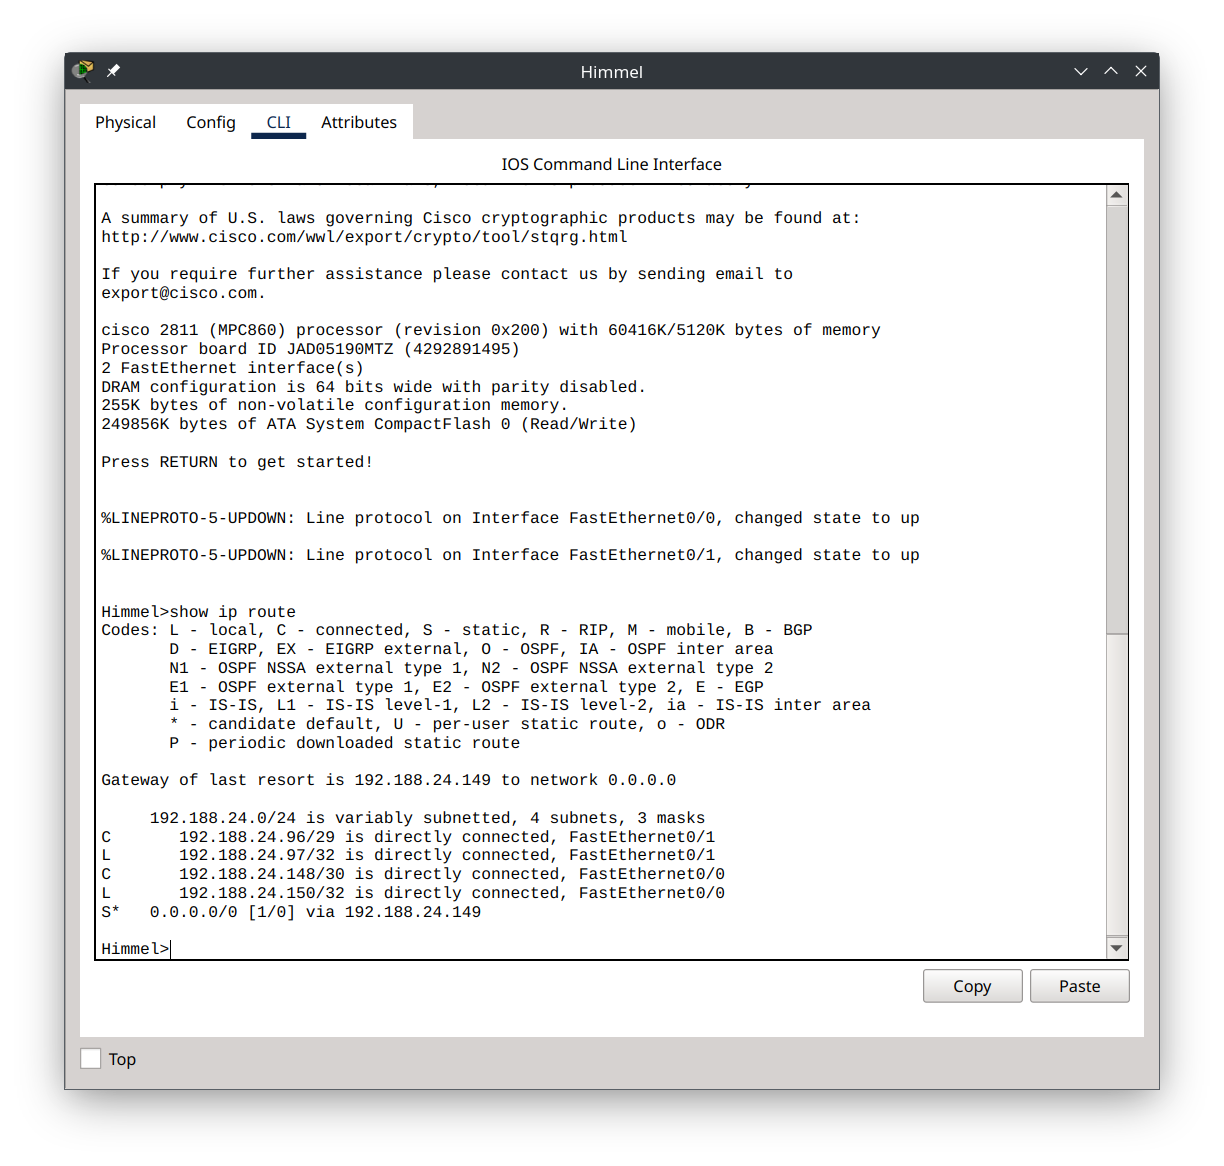 Himmel
Physical Config CLI Attributes
IOS Command Line Interface
A summary of U.S. laws governing Cisco cryptographic products may be found at:
http://www.cisco.com/wwl/export/crypto/tool/stqrg.html
If you require further assistance please contact us by sending email to
export@cisco.com.
cisco 2811 (MPC860) processor (revision 0x200) with 60416K/5120K bytes of memory
Processor board ID JAD05190MTZ (4292891495)
2 FastEthernet interface(s)
DRAM configuration is 64 bits wide with parity disabled.
255K bytes of non-volatile configuration memory.
249856K bytes of ATA System CompactFlash 0 (Read/Write)
Press RETURN to get started!
%LINEPROTO-5-UPDOWN: Line protocol on Interface FastEthernet0/0, changed state to up
%LINEPROTO-5-UPDOWN: Line protocol on Interface FastEthernet0/1, changed state to up
Himmel>show ip route
Codes: L - local, C - connected, S - static, R - RIP, M - mobile, B - BGP
D - EIGRP, EX - EIGRP external, O - OSPF, IA - OSPF inter area
N1 - OSPF NSSA external type 1, N2 - OSPF NSSA external type 2
E1 - OSPF external type 1, E2 - OSPF external type 2, E - EGP
i - IS-IS, L1 - IS-IS level-1, L2 - IS-IS level-2, ia - IS-IS inter area
* - candidate default, U - per-user static route, o - ODR
P - periodic downloaded static route
Gateway of last resort is 192.188.24.149 to network 0.0.0.0
192.188.24.0/24 is variably subnetted, 4 subnets, 3 masks
C 192.188.24.96/29 is directly connected, FastEthernet0/1
L 192.188.24.97/32 is directly connected, FastEthernet0/1
C 192.188.24.148/30 is directly connected, FastEthernet0/0
L 192.188.24.150/32 is directly connected, FastEthernet0/0
S* 0.0.0.0/0 [1/0] via 192.188.24.149
Himmel>
Copy Paste
Top